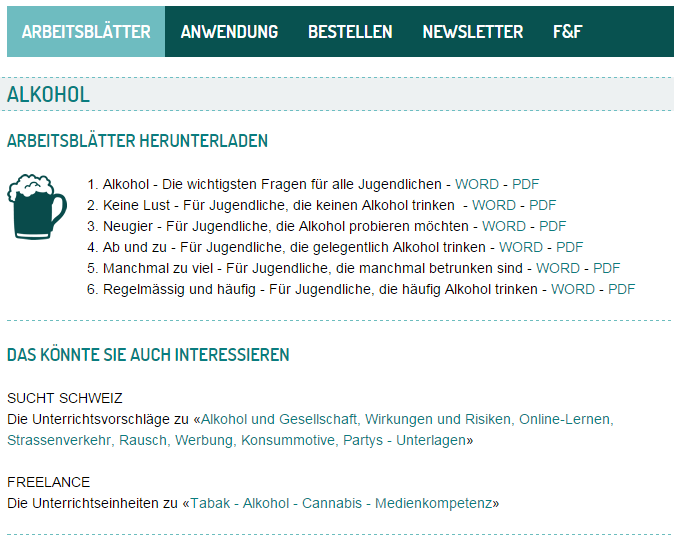 ARBEITSBLÄTTER ANWENDUNG BESTELLEN NEWSLETTER F&F
ALKOHOL
ARBEITSBLÄTTER HERUNTERLADEN
1. Alkohol - Die wichtigsten Fragen für alle Jugendlichen - WORD - PDF
2. Keine Lust - Für Jugendliche, die keinen Alkohol trinken - WORD - PDF
3. Neugier - Für Jugendliche, die Alkohol probieren möchten - WORD - PDF
4. Ab und zu - Für Jugendliche, die gelegentlich Alkohol trinken - WORD - PDF
5. Manchmal zu viel - Für Jugendliche, die manchmal betrunken sind - WORD - PDF
6. Regelmässig und häufig - Für Jugendliche, die häufig Alkohol trinken - WORD - PDF
DAS KÖNNTE SIE AUCH INTERESSIEREN
SUCHT SCHWEIZ
Die Unterrichtsvorschläge zu «Alkohol und Gesellschaft, Wirkungen und Risiken, Online-Lernen,
Strassenverkehr, Rausch, Werbung, Konsummotive, Partys - Unterlagen»
FREELANCE
Die Unterrichtseinheiten zu «Tabak - Alkohol - Cannabis - Medienkompetenz»